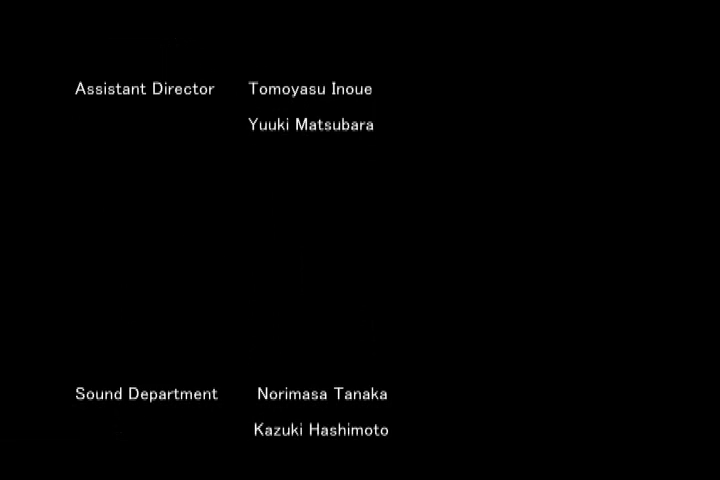 Assistant Director Tomoyasu Inoue
Yuuki Matsubara
Sound Department Norimasa Tanaka
Kazuki Hashimoto